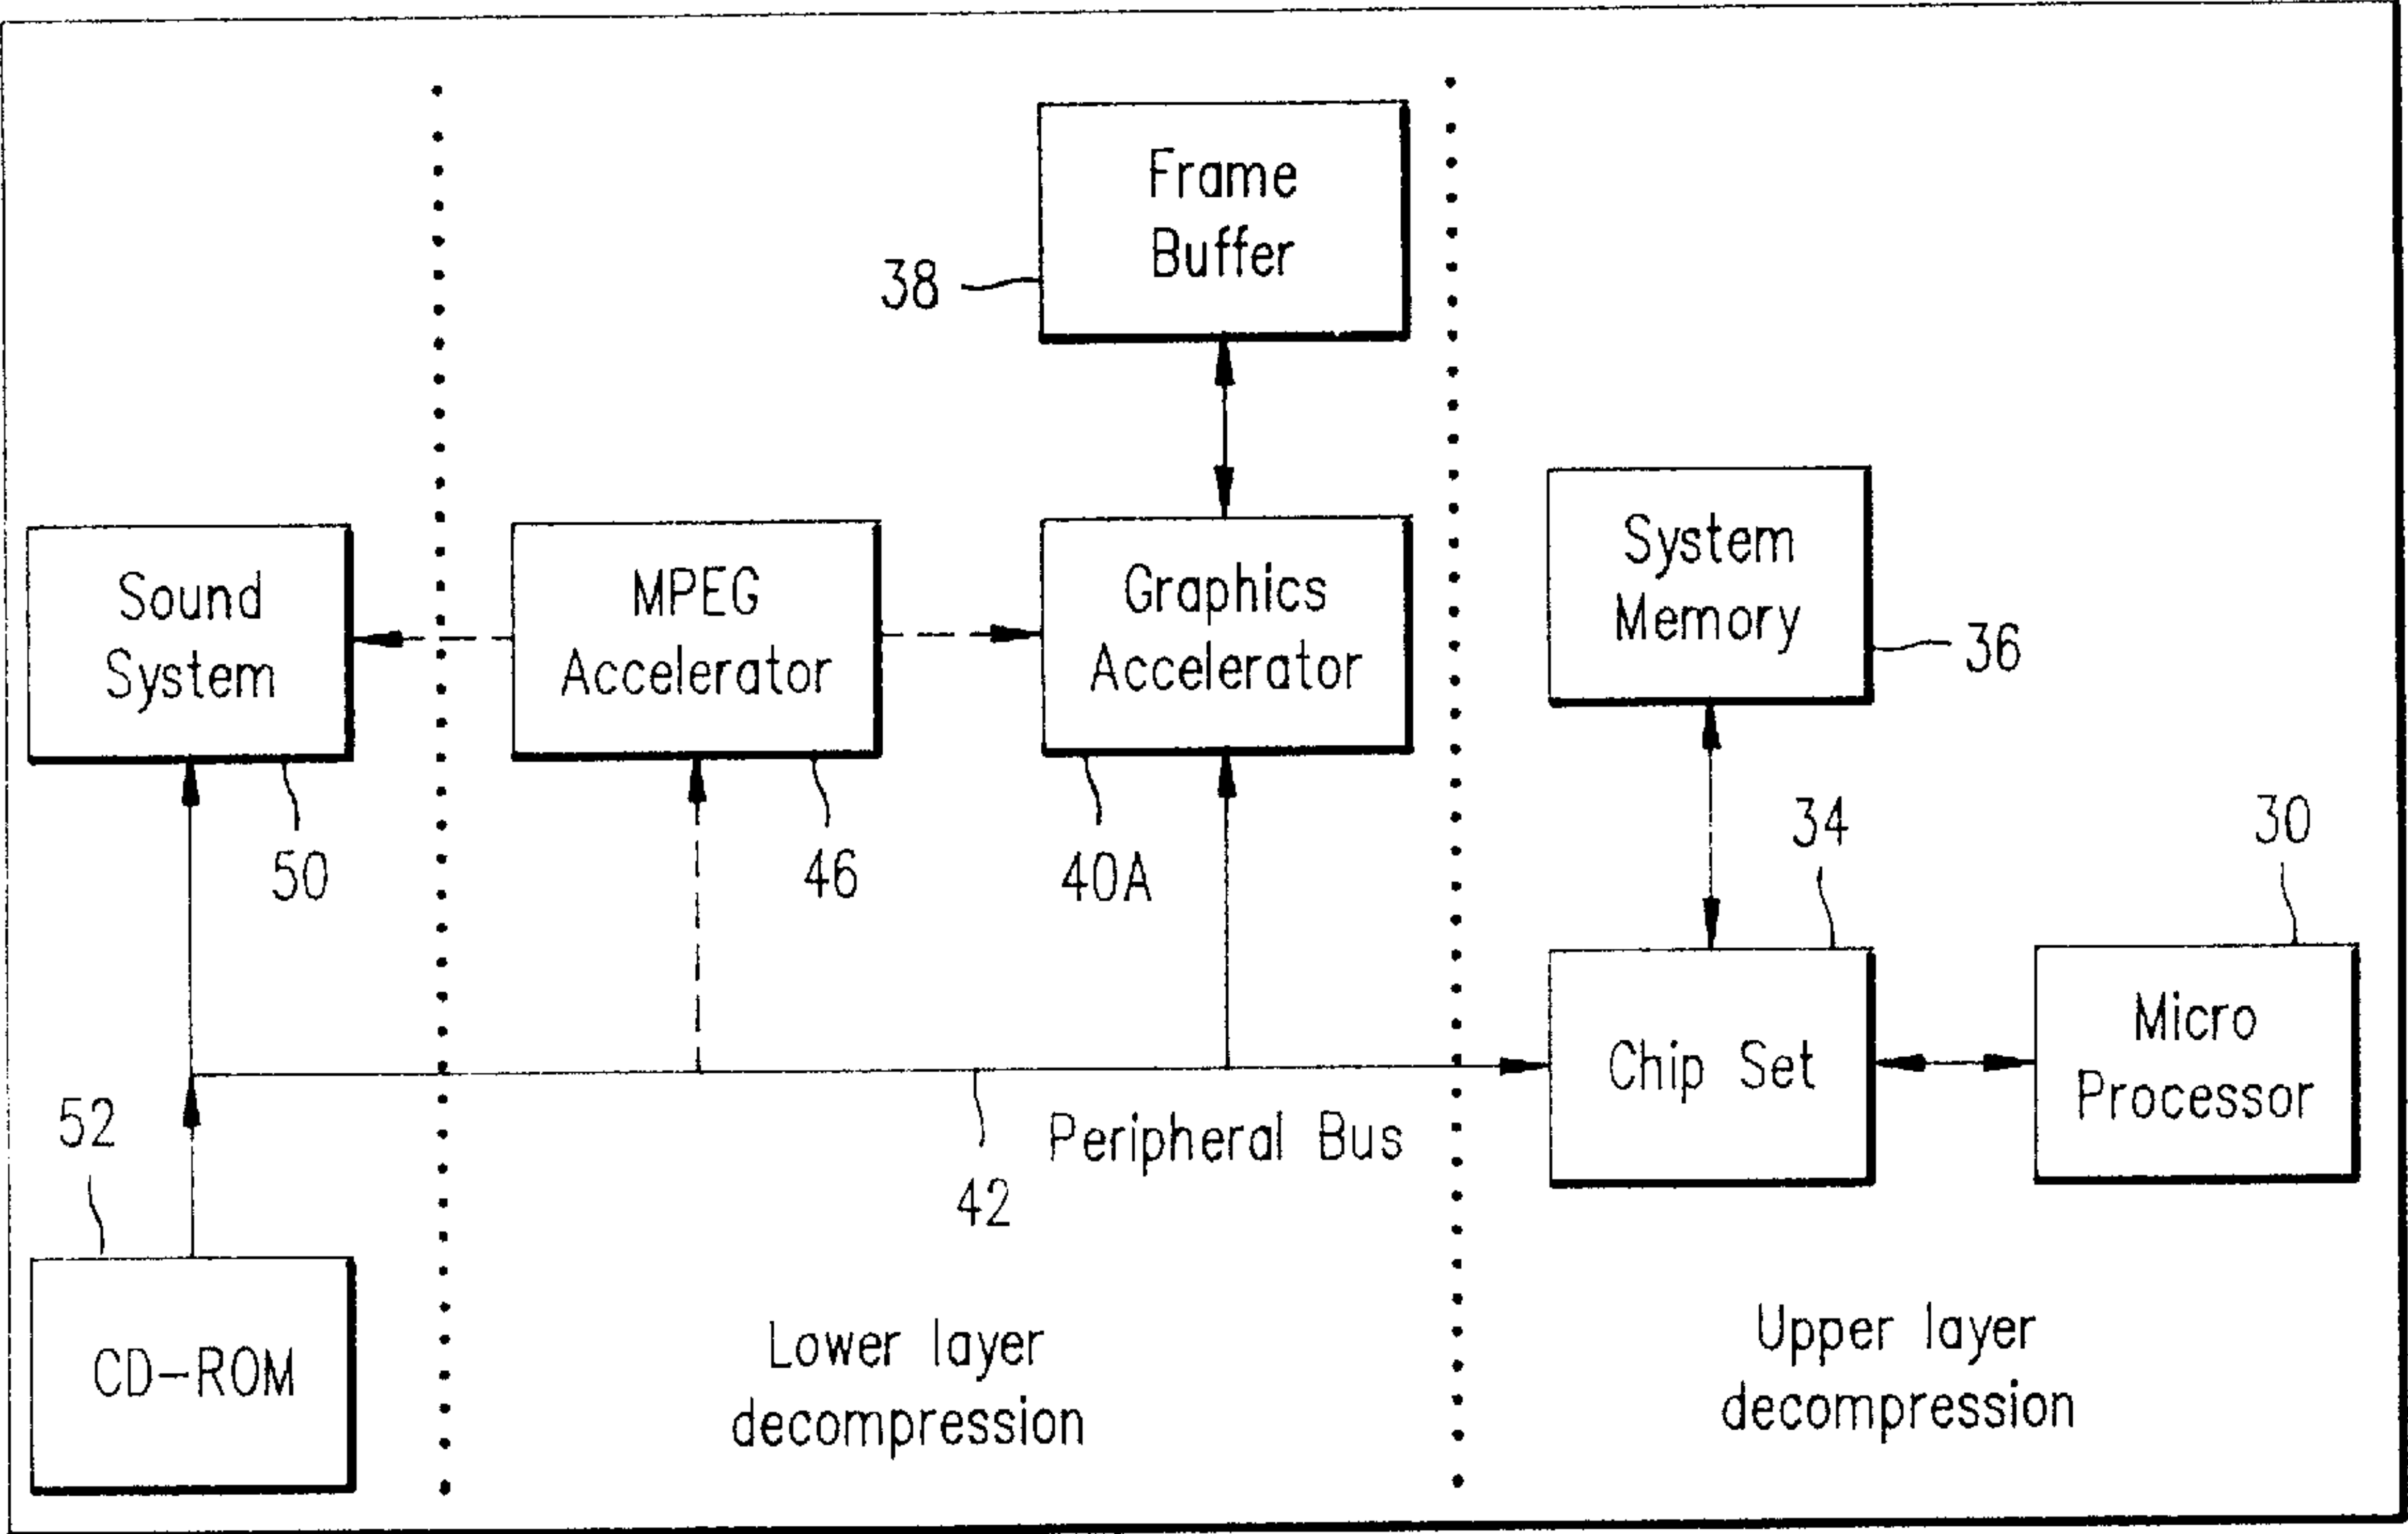 Frame
Buffer
38
Sound
System
MPEG
Accelerator
Graphics
Accelerator
System
Memory
36
50
46
40A
34
30
Chip Set
Micro
Processor
52
Peripheral Bus
42
CD-ROM
Lower layer
decompression
Upper layer
decompression